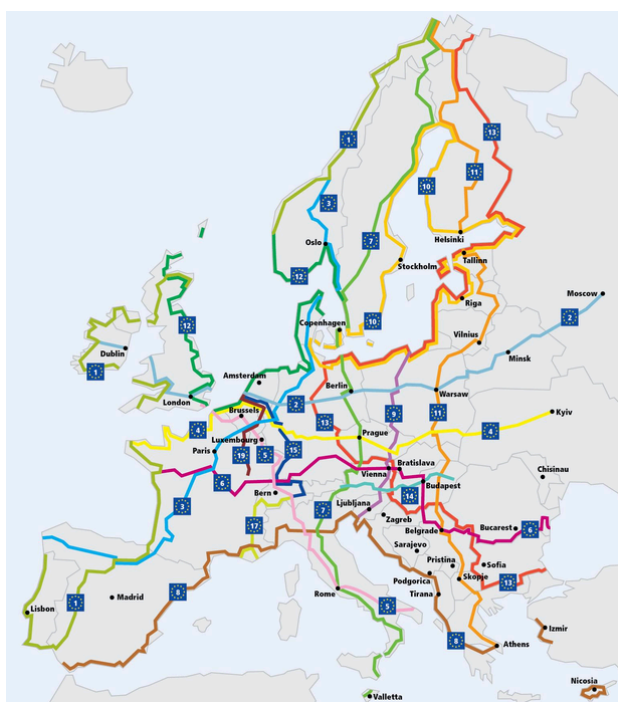 1
13
3
11
10
7
Oslo
Helsinki
Stockholm
Tallinn
12
Moscow
Riga
2
12
10
Copenhagen
Vilnius
Dublin
Minsk
1
Amsterdam
Berlin
Warsaw
London
2
Brussels
9
11
Kyiv
4
13
4
Luxembourg
Prague
Paris
19
5
15
Vienna
Bratislava
Chisinau
6
Budapest
Bern
14
3
7
Ljubljana
Zagreb
17
Belgrade
Bucarest
6
Sarajevo
Pristina
Sofia
8
Podgorica
Skopje
13
Madrid
Rome
Tirana
Lisbon
1
5
Izmir
8
Athens
Nicosia
Valletta